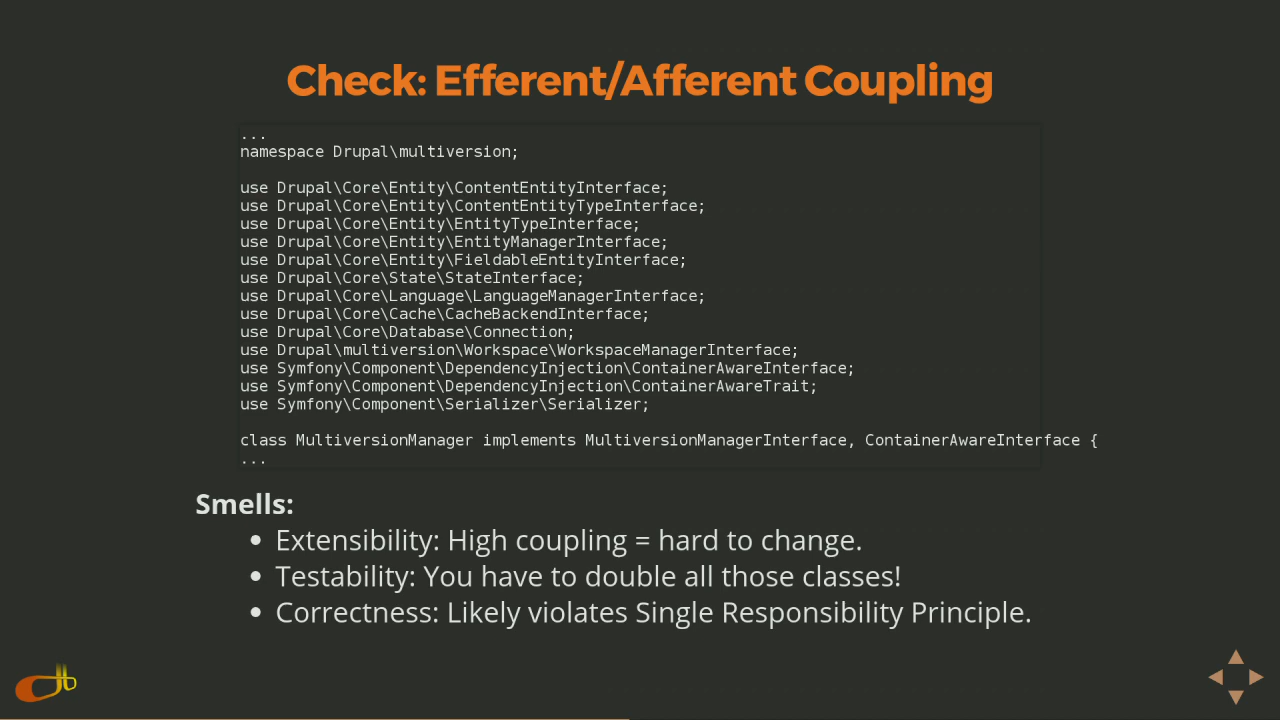 Check: Efferent/Afferent Coupling
...
namespace Drupal\multiversion;
use Drupal\Core\Entity\ContentEntityInterface;
use Drupal\Core\Entity\ContentEntityTypeInterface;
use Drupal\Core\Entity\EntityTypeInterface;
use Drupal\Core\Entity\EntityManagerInterface;
use Drupal\Core\Entity\FieldableEntityInterface;
use Drupal\Core\State\StateInterface;
use Drupal\Core\Language\LanguageManagerInterface;
use Drupal\Core\Cache\CacheBackendInterface;
use Drupal\Core\Database\Connection;
use Drupal\multiversion\Workspace\WorkspaceManagerInterface;
use Symfony\Component\DependencyInjection\ContainerAwareInterface;
use Symfony\Component\DependencyInjection\ContainerAwareTrait;
use Symfony\Component\Serializer\Serializer;
class MultiversionManager implements MultiversionManagerInterface, ContainerAwareInterface {
...
Smells:
• Extensibility: High coupling = hard to change.
• Testability: You have to double all those classes!
• Correctness: Likely violates Single Responsibility Principle.